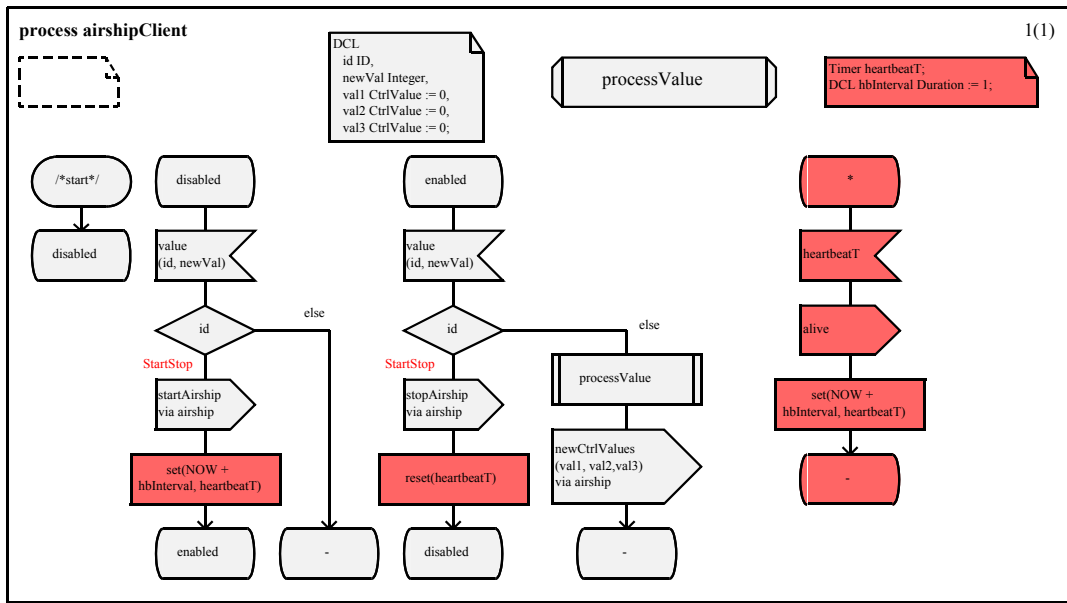 process airshipClient
1(1)
DCL
id ID,
newVal Integer,
val1 CtrlValue := 0,
val2 CtrlValue := 0,
val3 CtrlValue := 0;
processValue
Timer heartbeatT;
DCL hbInterval Duration := 1;
/*start*/
disabled
disabled
value
(id, newVal)
id
else
StartStop
startAirship
via airship
set(NOW +
hbInterval, heartbeatT)
enabled
-
enabled
value
(id, newVal)
id
else
StartStop
stopAirship
via airship
reset(heartbeatT)
disabled
processValue
newCtrlValues
(val1, val2,val3)
via airship
-
*
heartbeatT
alive
set(NOW +
hbInterval, heartbeatT)
-